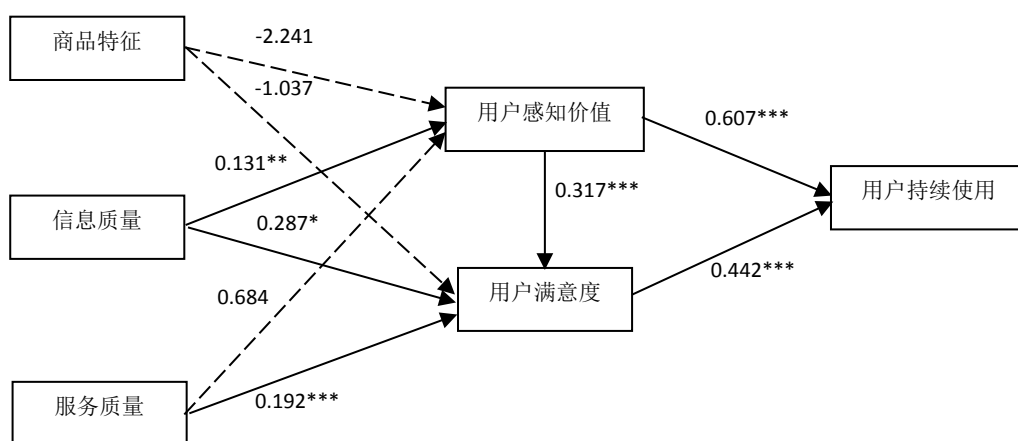 商品特征
-2.241
-1.037
用户感知价值
0.607***
0.131**
0.317***
用户持续使用
信息质量
0.287*
0.442***
用户满意度
0.684
服务质量
0.192***